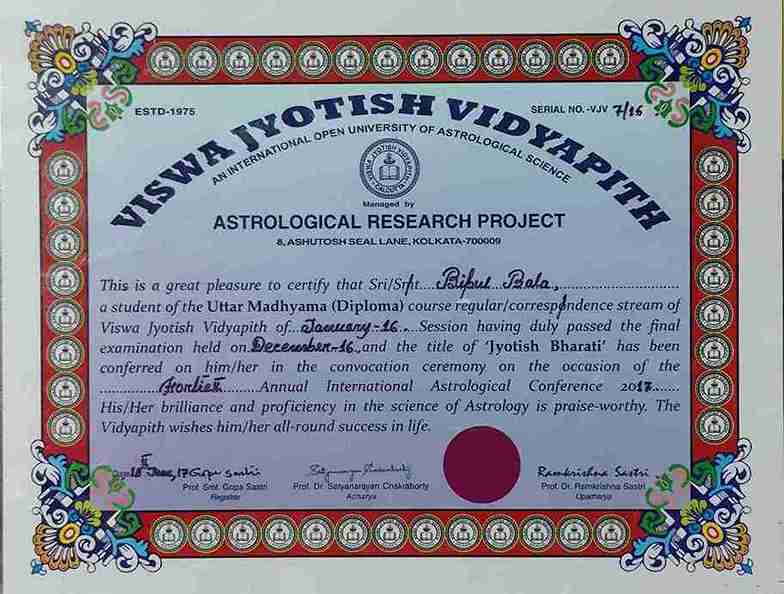 ESTD-1975
SERIAL NO.-VJV 7/16
VISWA JYOTISH VIDYAPITH
AN INTERNATIONAL OPEN UNIVERSITY OF ASTROLOGICAL SCIENCE
Managed by
ASTROLOGICAL RESEARCH PROJECT
8, ASHUTOSH SEAL LANE, KOLKATA-700009
This is a great pleasure to certify that Sri/Smt....Bipul Bala,....................
a student of the Uttar Madhyama (Diploma) course regular/correspondence stream of
Viswa Jyotish Vidyapith of...January-16....Session having duly passed the final
examination held on.December-16.,and the title of 'Jyotish Bharati' has been
conferred on him/her in the convocation ceremony on the occasion of the
............................Annual International Astrological Conference 2017......
His/Her brilliance and proficiency in the science of Astrology is praise-worthy. The
Vidyapith wishes him/her all-round success in life.
17 Gopa Sastri
Ramkrishna Sastri
Prof. Smt. Gopa Sastri
Prof. Dr. Satyanarayan Chakraborty
Prof. Dr. Ramkrishna Sastri
Registrar
Acharya
Upacharya